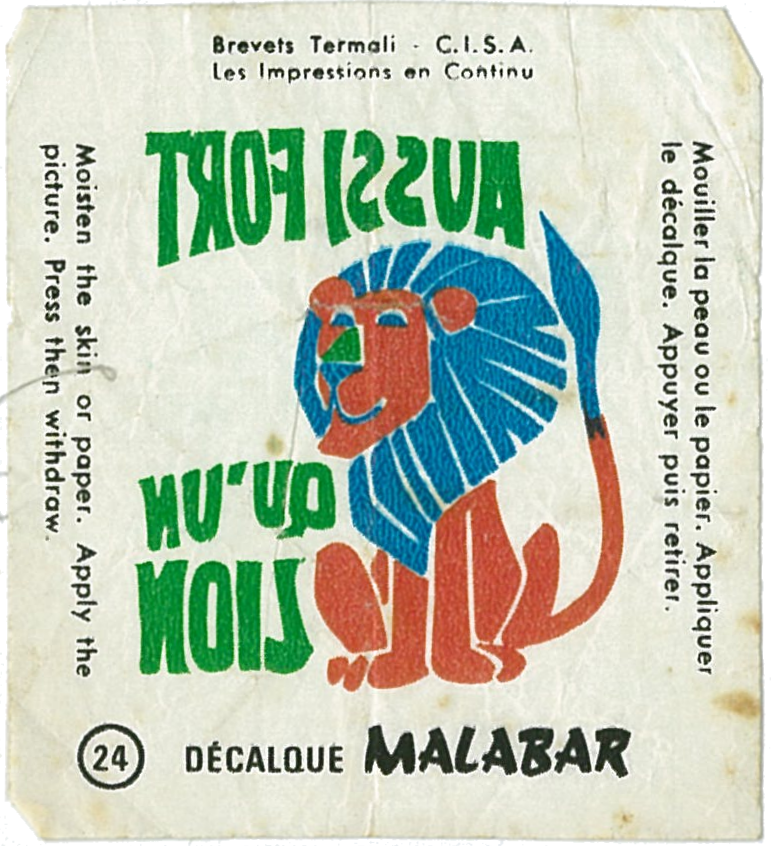 Brevets Termali - C.I.S.A.
Les Impressions en Continu
AUSSI FORT
QU'UN
LION
Moisten the skin or paper. Apply the
picture. Press then withdraw.
Mouiller la peau ou le papier. Appliquer
le décalque. Appuyer puis retirer.
24 DÉCALQUE MALABAR